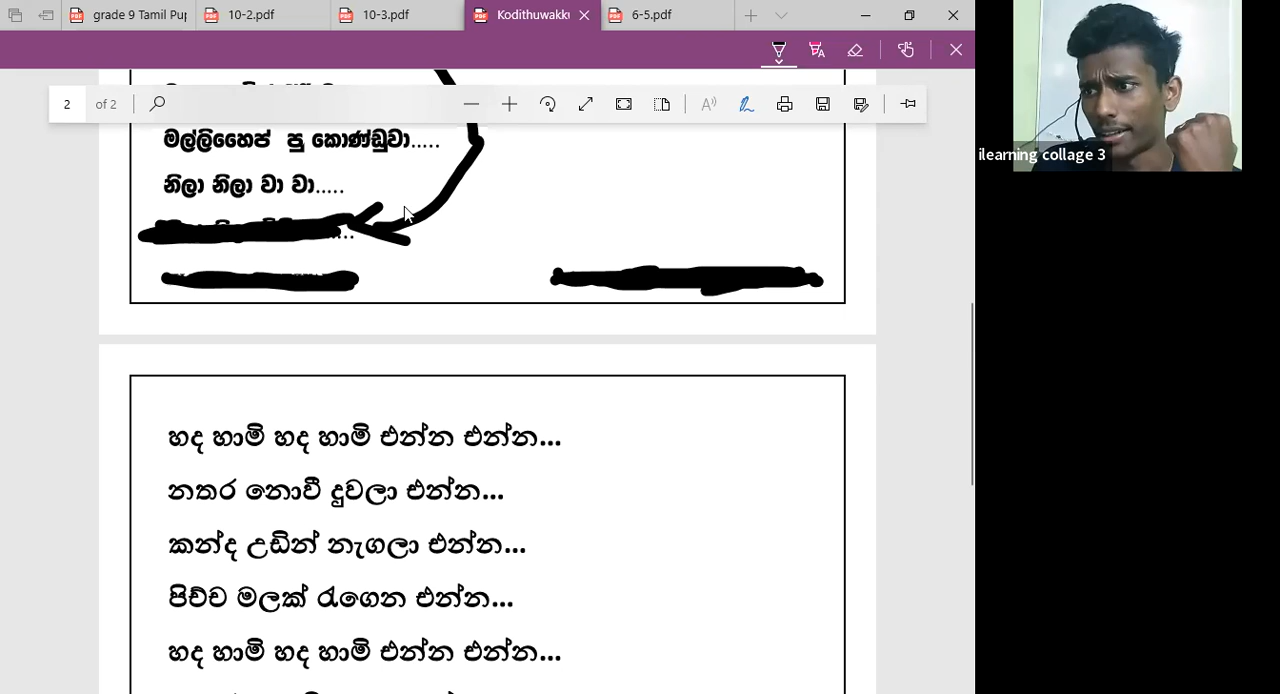 grade 9 Tamil Pup
10-2.pdf
10-3.pdf
Kodithuwakku
6-5.pdf
2 of 2
ilearning collage 3
මල්ලිහෛප් පු කොණ්ඩුවා.....
නිලා නිලා වා වා.....
හද හාමි හද හාමි එන්න එන්න...
නතර නොවී දුවලා එන්න...
කන්ද උඩින් නැගලා එන්න...
පිච්ච මලක් රැගෙන එන්න...
හද හාමි හද හාමි එන්න එන්න...